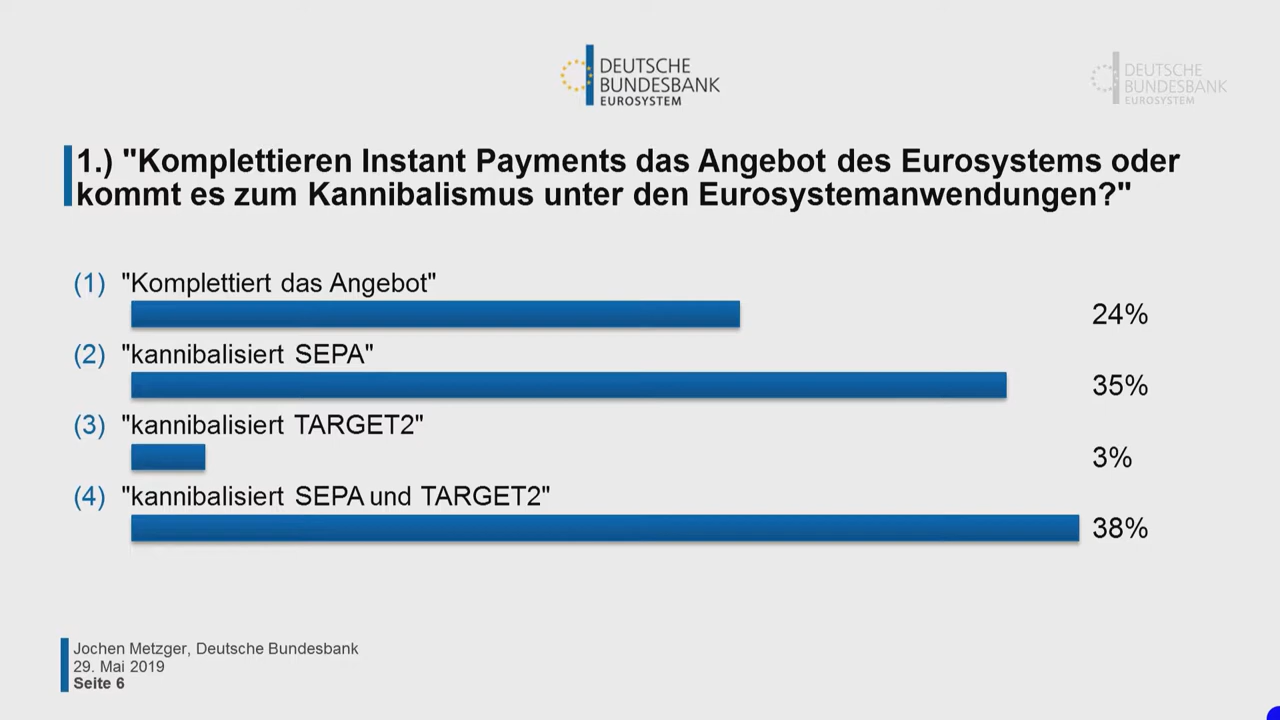 DEUTSCHE
BUNDESBANK
EUROSYSTEM
DEUTSCHE
BUNDESBANK
EUROSYSTEM
1.) "Komplettieren Instant Payments das Angebot des Eurosystems oder
kommt es zum Kannibalismus unter den Eurosystemanwendungen?"
(1) "Komplettiert das Angebot"
24%
(2) "kannibalisiert SEPA"
35%
(3) "kannibalisiert TARGET2"
3%
(4) "kannibalisiert SEPA und TARGET2"
38%
Jochen Metzger, Deutsche Bundesbank
29. Mai 2019
Seite 6